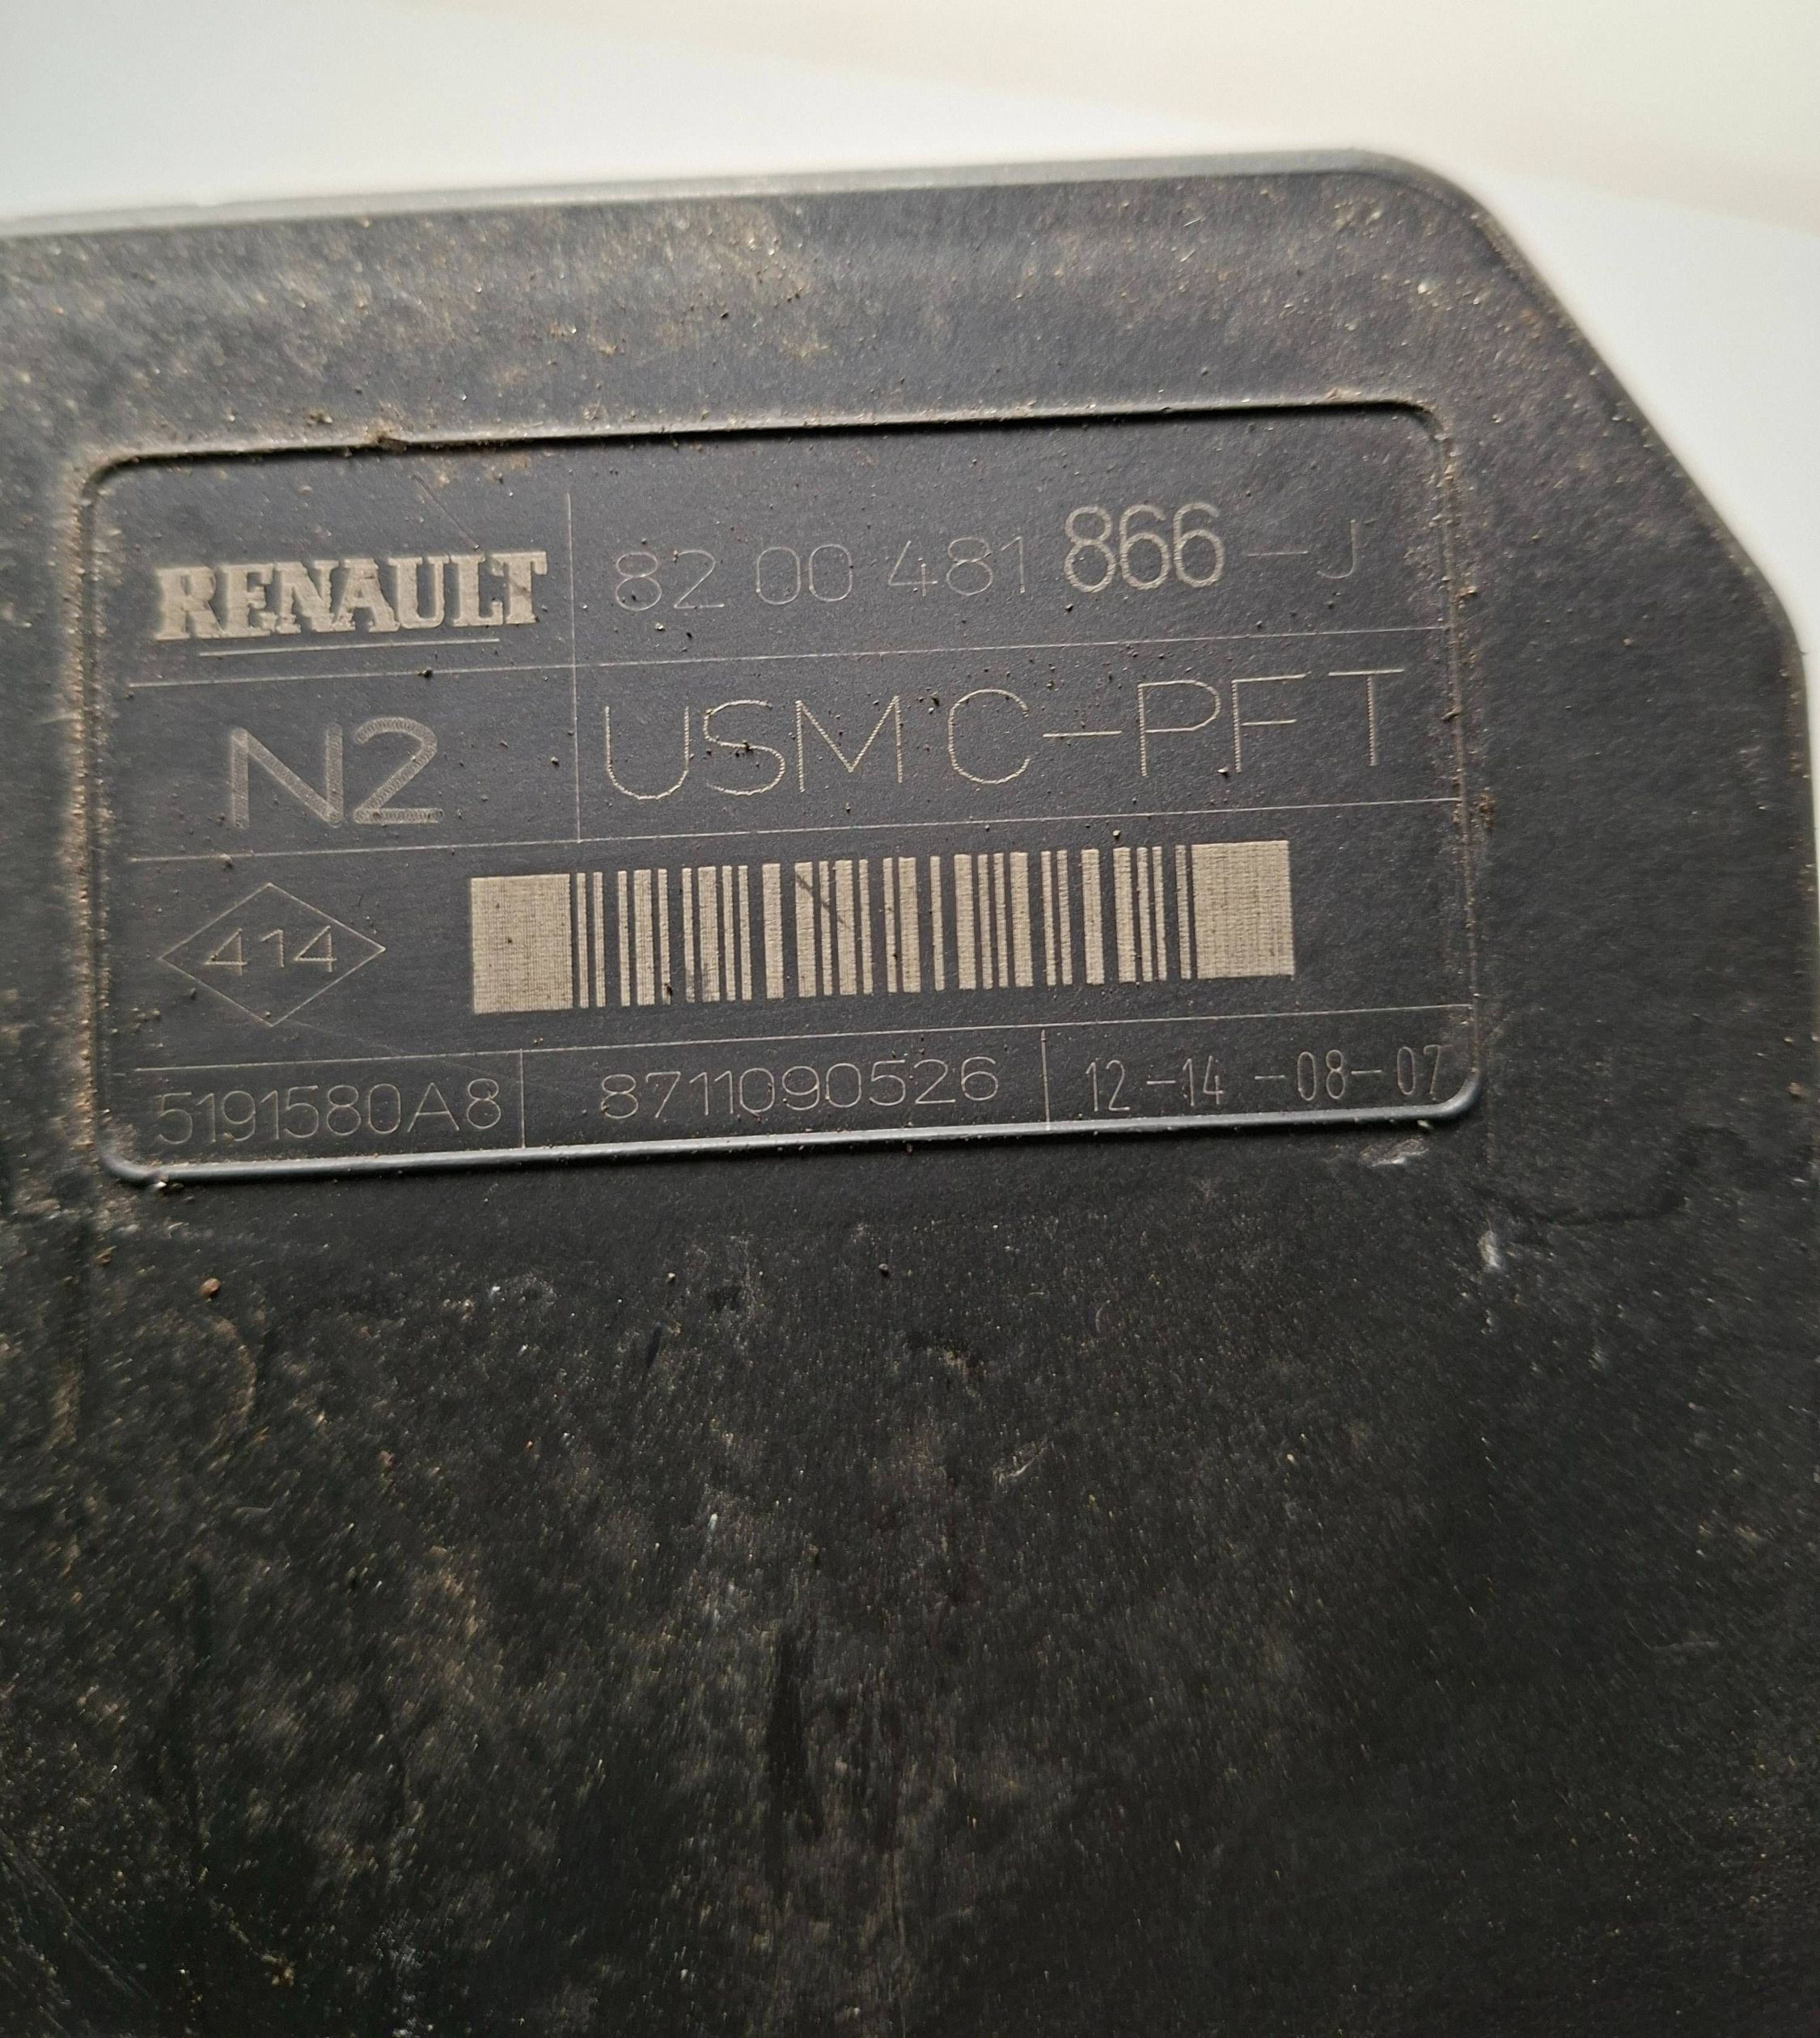 RENAULT 82 00 481 866 - J
N2 USM C-PFT
414
5191580A8 8711090526 12-14-08-07